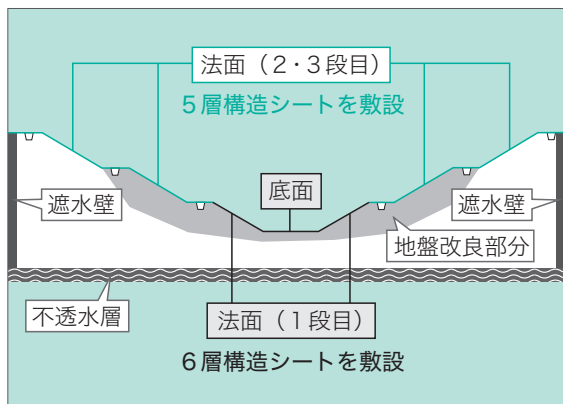 法面（2・3段目）
5層構造シートを敷設
底面
遮水壁
遮水壁
地盤改良部分
不透水層
法面（1段目）
6層構造シートを敷設